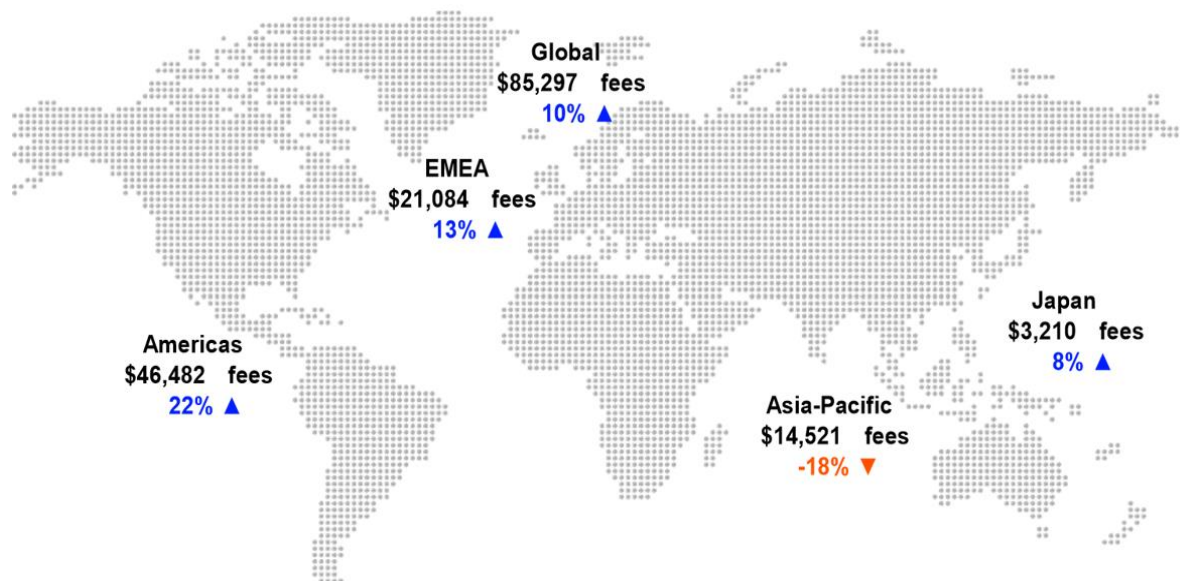 Global
$85,297 fees
10% ▲
EMEA
$21,084 fees
13% ▲
Japan
$3,210 fees
8% ▲
Americas
$46,482 fees
22% ▲
Asia-Pacific
$14,521 fees
-18% ▼